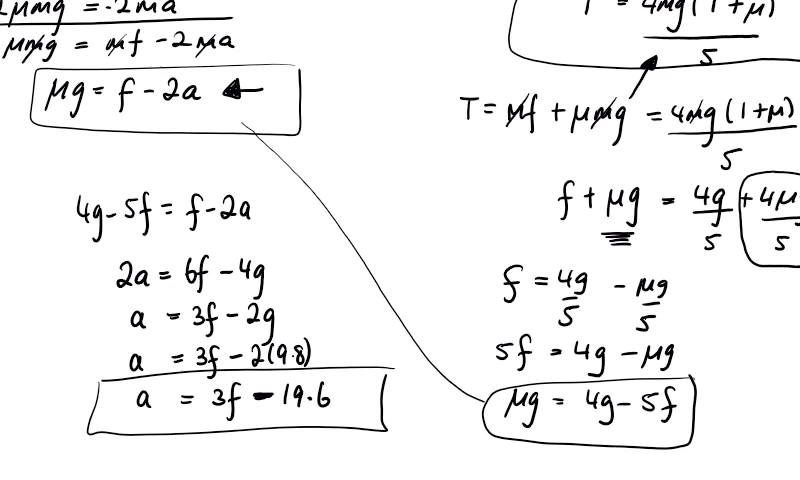 2μmg = -2ma
μmg = mf - 2ma
μg = f - 2a
4g - 5f = f - 2a
2a = 6f - 4g
a = 3f - 2g
a = 3f - 2(9.8)
a = 3f - 19.6
T = 4mg(1+μ)/5
T = mf + μmg = 4mg(1+μ)/5
f + μg = 4g/5 + 4μ/5
f = 4g/5 - μg/5
5f = 4g - μg
μg = 4g - 5f